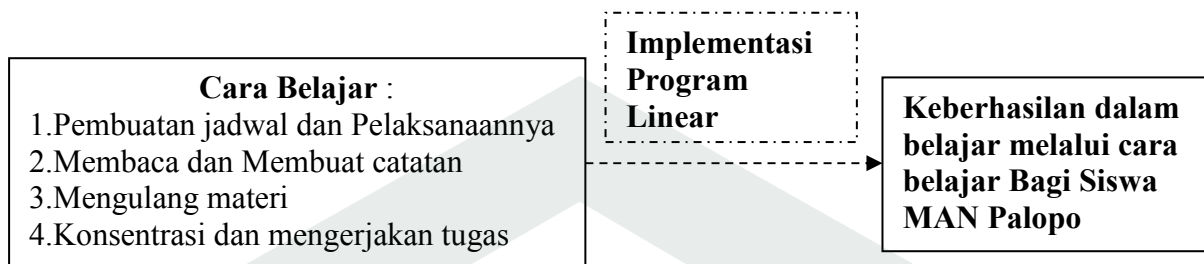 Cara Belajar :
1.Pembuatan jadwal dan Pelaksanaannya
2.Membaca dan Membuat catatan
3.Mengulang materi
4.Konsentrasi dan mengerjakan tugas
Implementasi
Program
Linear
Keberhasilan dalam
belajar melalui cara
belajar Bagi Siswa
MAN Palopo